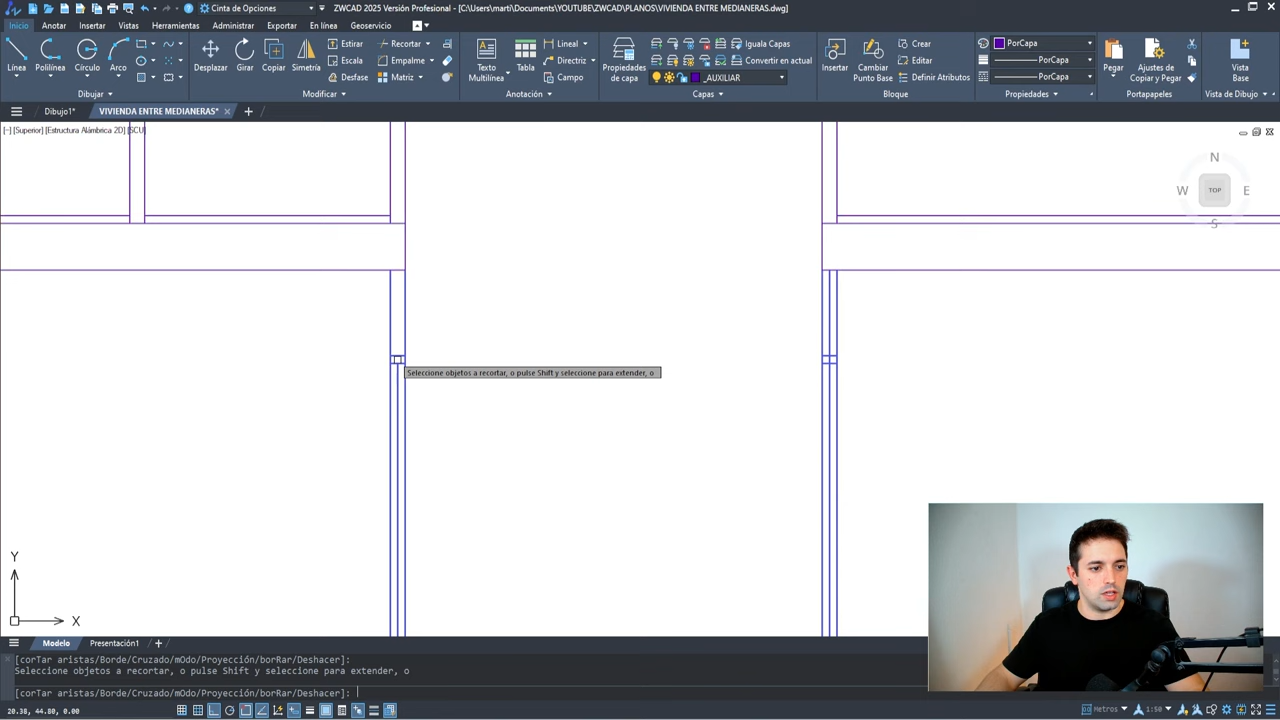 Cinta de Opciones
ZWCAD 2025 Versión Profesional - [C:\Users\marti\Documents\YOUTUBE\ZWCAD\PLANOS\VIVIENDA ENTRE MEDIANERAS.dwg]
Inicio Anotar Insertar Vistas Herramientas Administrar Exportar En línea Geoservicio
Línea Polilínea Círculo Arco
Dibujar
Desplazar Girar Copiar Simetría
Estirar Recortar
Escala Empalme
Desfase Matriz
Modificar
Texto Multilínea Tabla
Lineal
Directriz
Campo
Anotación
Propiedades de capa
Iguala Capas
Convertir en actual
_AUXILIAR
Capas
Insertar Cambiar Punto Base
Crear
Editar
Definir Atributos
Bloque
PorCapa
PorCapa
PorCapa
Propiedades
Pegar Ajustes de Copiar y Pegar
Portapapeles
Vista Base
Vista de Dibujo
Dibujo1* VIVIENDA ENTRE MEDIANERAS*
[-] [Superior] [Estructura Alámbrica 2D] [SCU]
N
W TOP E
S
Seleccione objetos a recortar, o pulse Shift y seleccione para extender, o
Y
X
Modelo Presentación1
[corTar aristas/Borde/Cruzado/mOdo/Proyección/borRar/Deshacer]:
Seleccione objetos a recortar, o pulse Shift y seleccione para extender, o
[corTar aristas/Borde/Cruzado/mOdo/Proyección/borRar/Deshacer]:
20.38, 44.80, 0.00
Metros 1:50